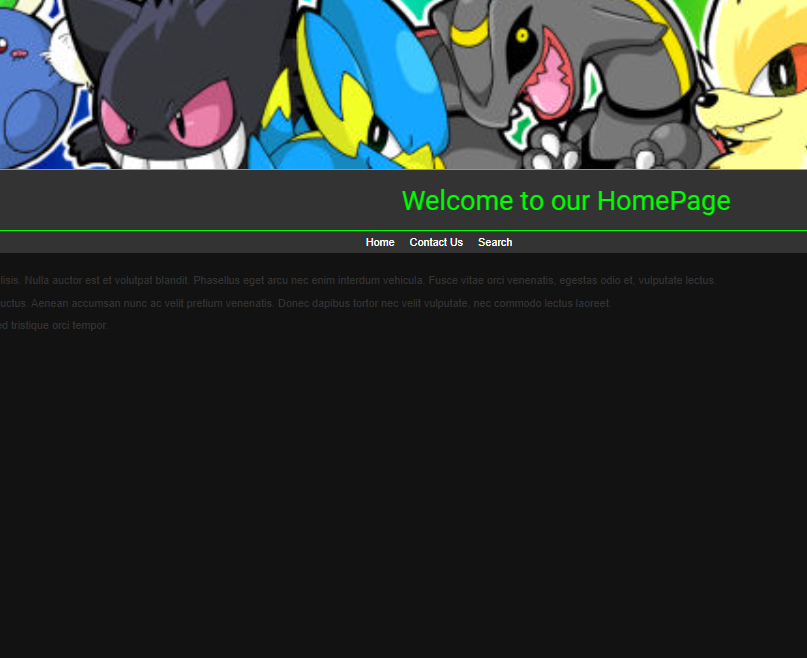 Welcome to our HomePage
Home Contact Us Search
lisis. Nulla auctor est et volutpat blandit. Phasellus eget arcu nec enim interdum vehicula. Fusce vitae orci venenatis, egestas odio et, vulputate lectus.
uctus. Aenean accumsan nunc ac velit pretium venenatis. Donec dapibus tortor nec velit vulputate, nec commodo lectus laoreet.
ed tristique orci tempor.